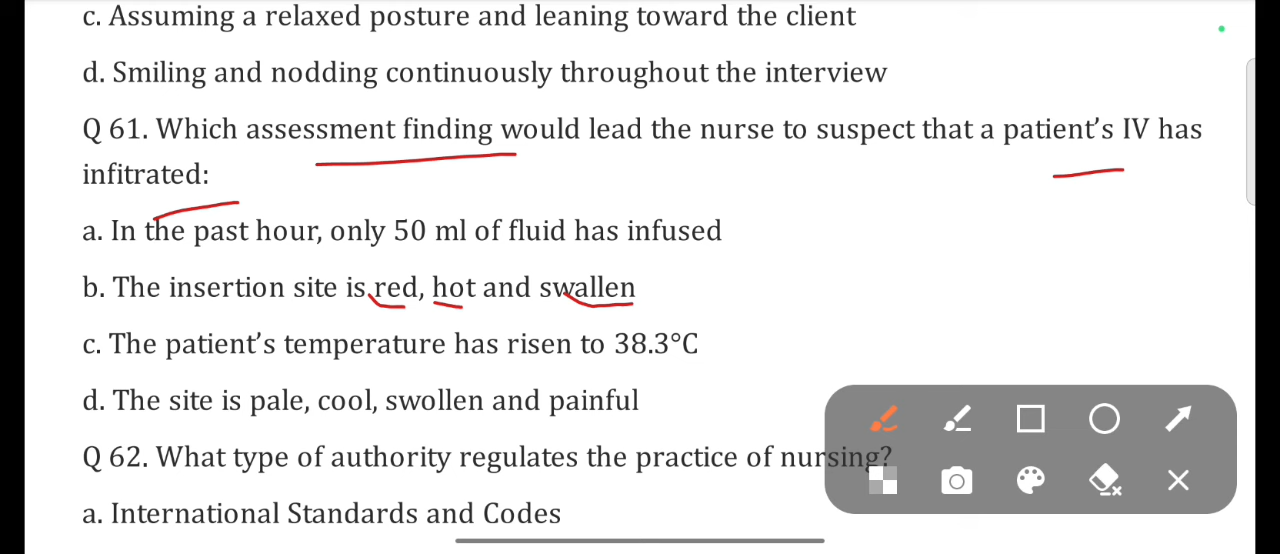 c. Assuming a relaxed posture and leaning toward the client
d. Smiling and nodding continuously throughout the interview
Q 61. Which assessment finding would lead the nurse to suspect that a patient’s IV has
infitrated:
a. In the past hour, only 50 ml of fluid has infused
b. The insertion site is red, hot and swallen
c. The patient’s temperature has risen to 38.3°C
d. The site is pale, cool, swollen and painful
Q 62. What type of authority regulates the practice of nursing?
a. International Standards and Codes